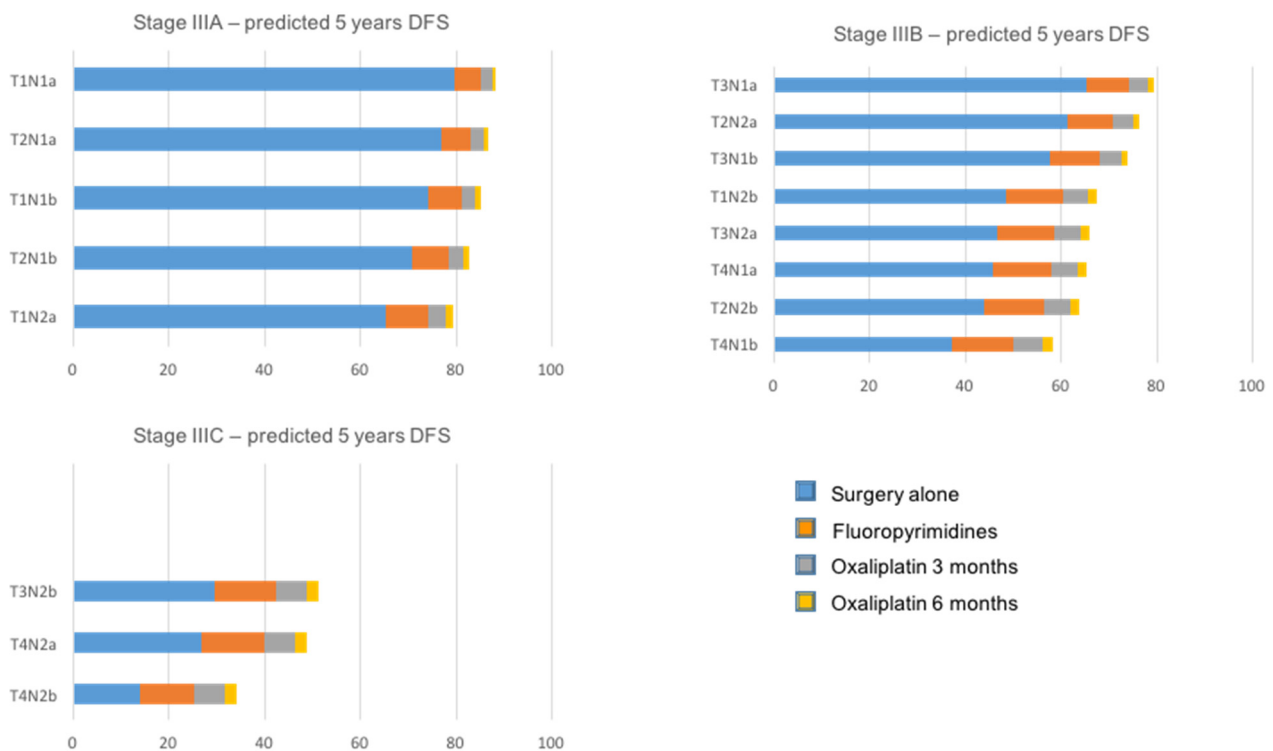 Stage IIIA – predicted 5 years DFS
T1N1a
T2N1a
T1N1b
T2N1b
T1N2a
0 20 40 60 80 100
Stage IIIB – predicted 5 years DFS
T3N1a
T2N2a
T3N1b
T1N2b
T3N2a
T4N1a
T2N2b
T4N1b
0 20 40 60 80 100
Stage IIIC – predicted 5 years DFS
T3N2b
T4N2a
T4N2b
0 20 40 60 80 100
Surgery alone
Fluoropyrimidines
Oxaliplatin 3 months
Oxaliplatin 6 months